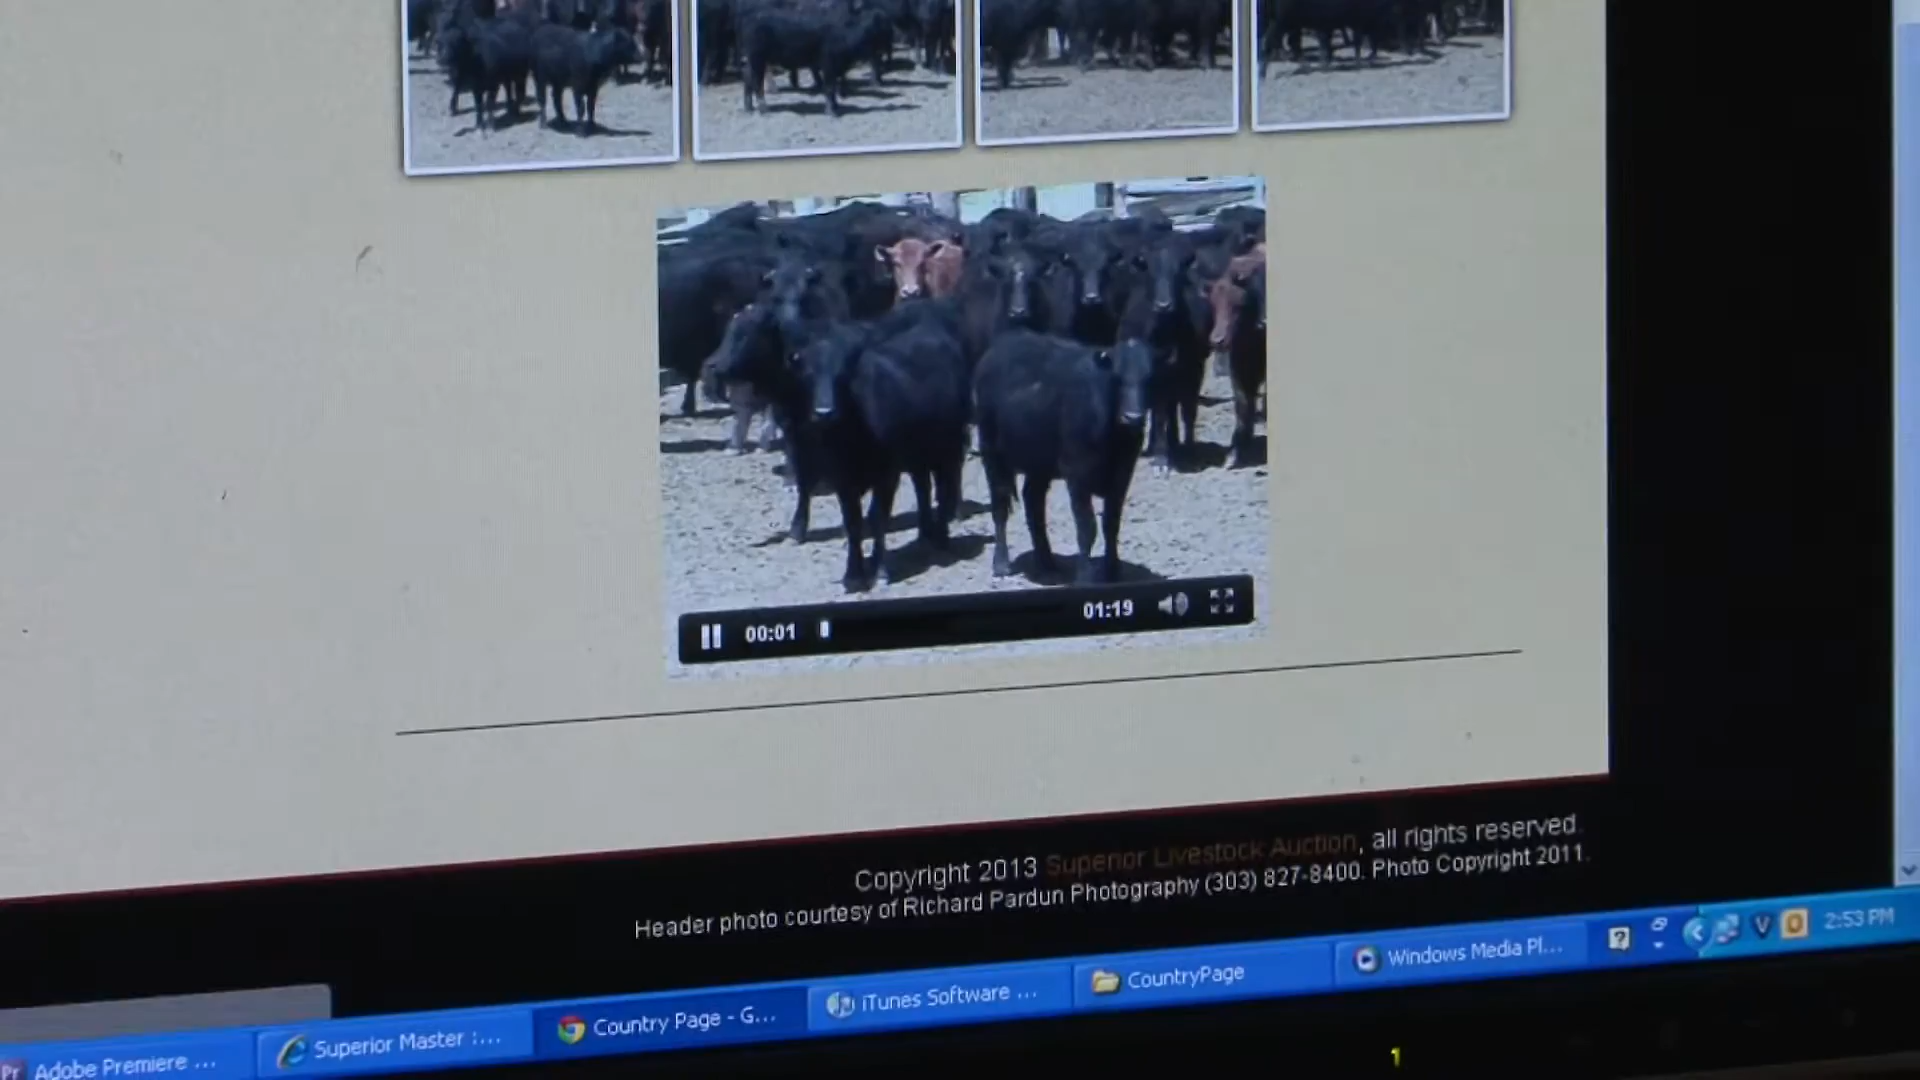 00:01 01:19
Copyright 2013 Superior Livestock Auction, all rights reserved.
Header photo courtesy of Richard Pardun Photography (303) 827-8400. Photo Copyright 2011.
Pr Adobe Premiere ...
Superior Master :...
Country Page - G...
iTunes Software ...
CountryPage
Windows Media Pl...
?
V
O
2:53 PM
1